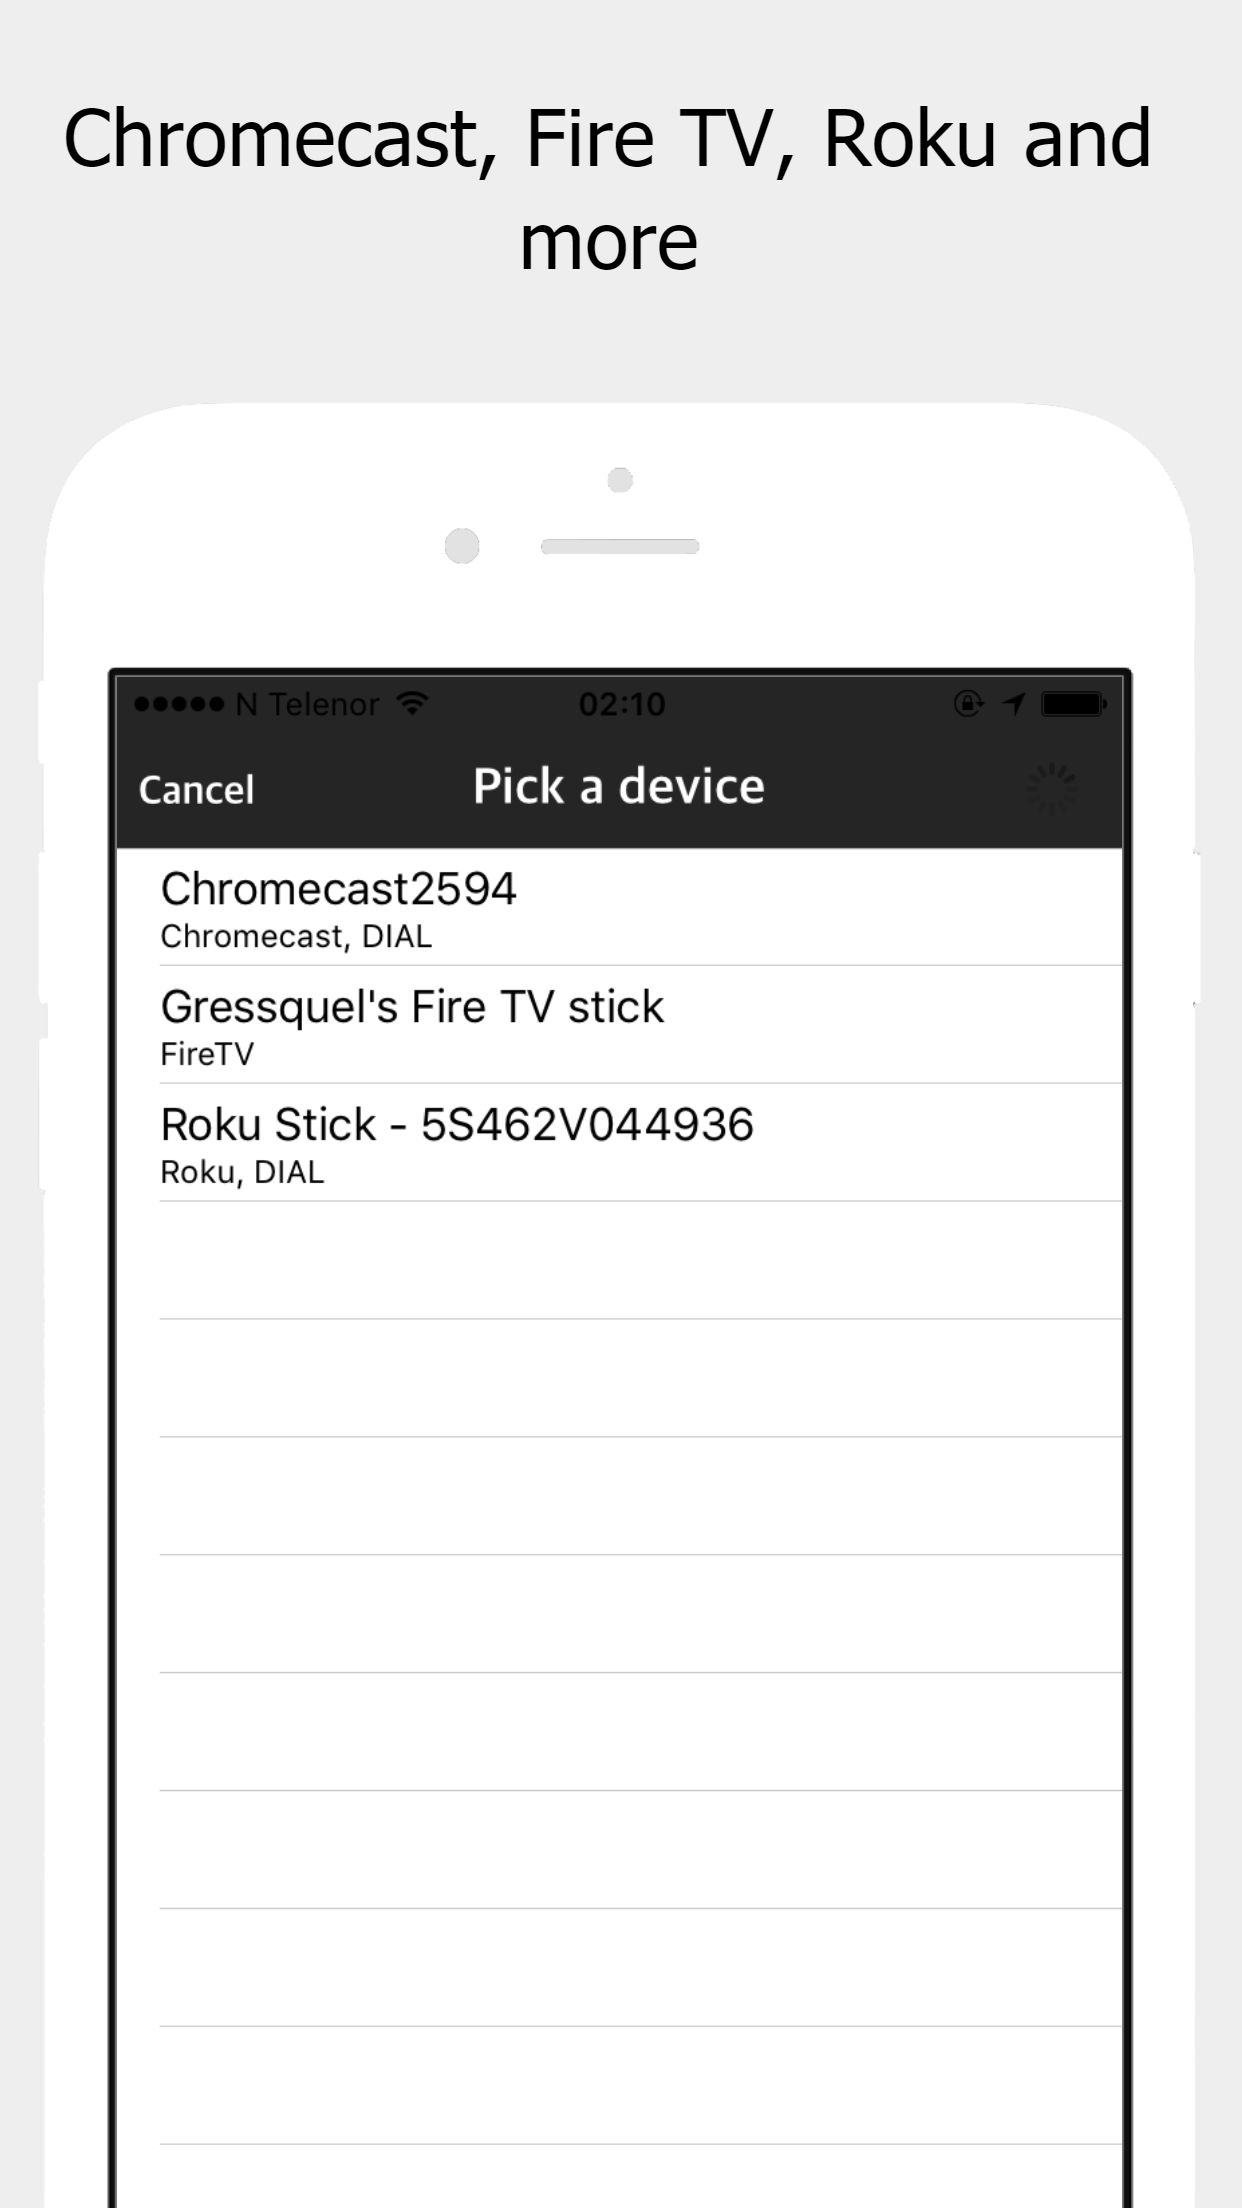 Chromecast, Fire TV, Roku and
more
N Telenor 02:10
Cancel Pick a device
Chromecast2594
Chromecast, DIAL
Gressquel's Fire TV stick
FireTV
Roku Stick - 5S462V044936
Roku, DIAL